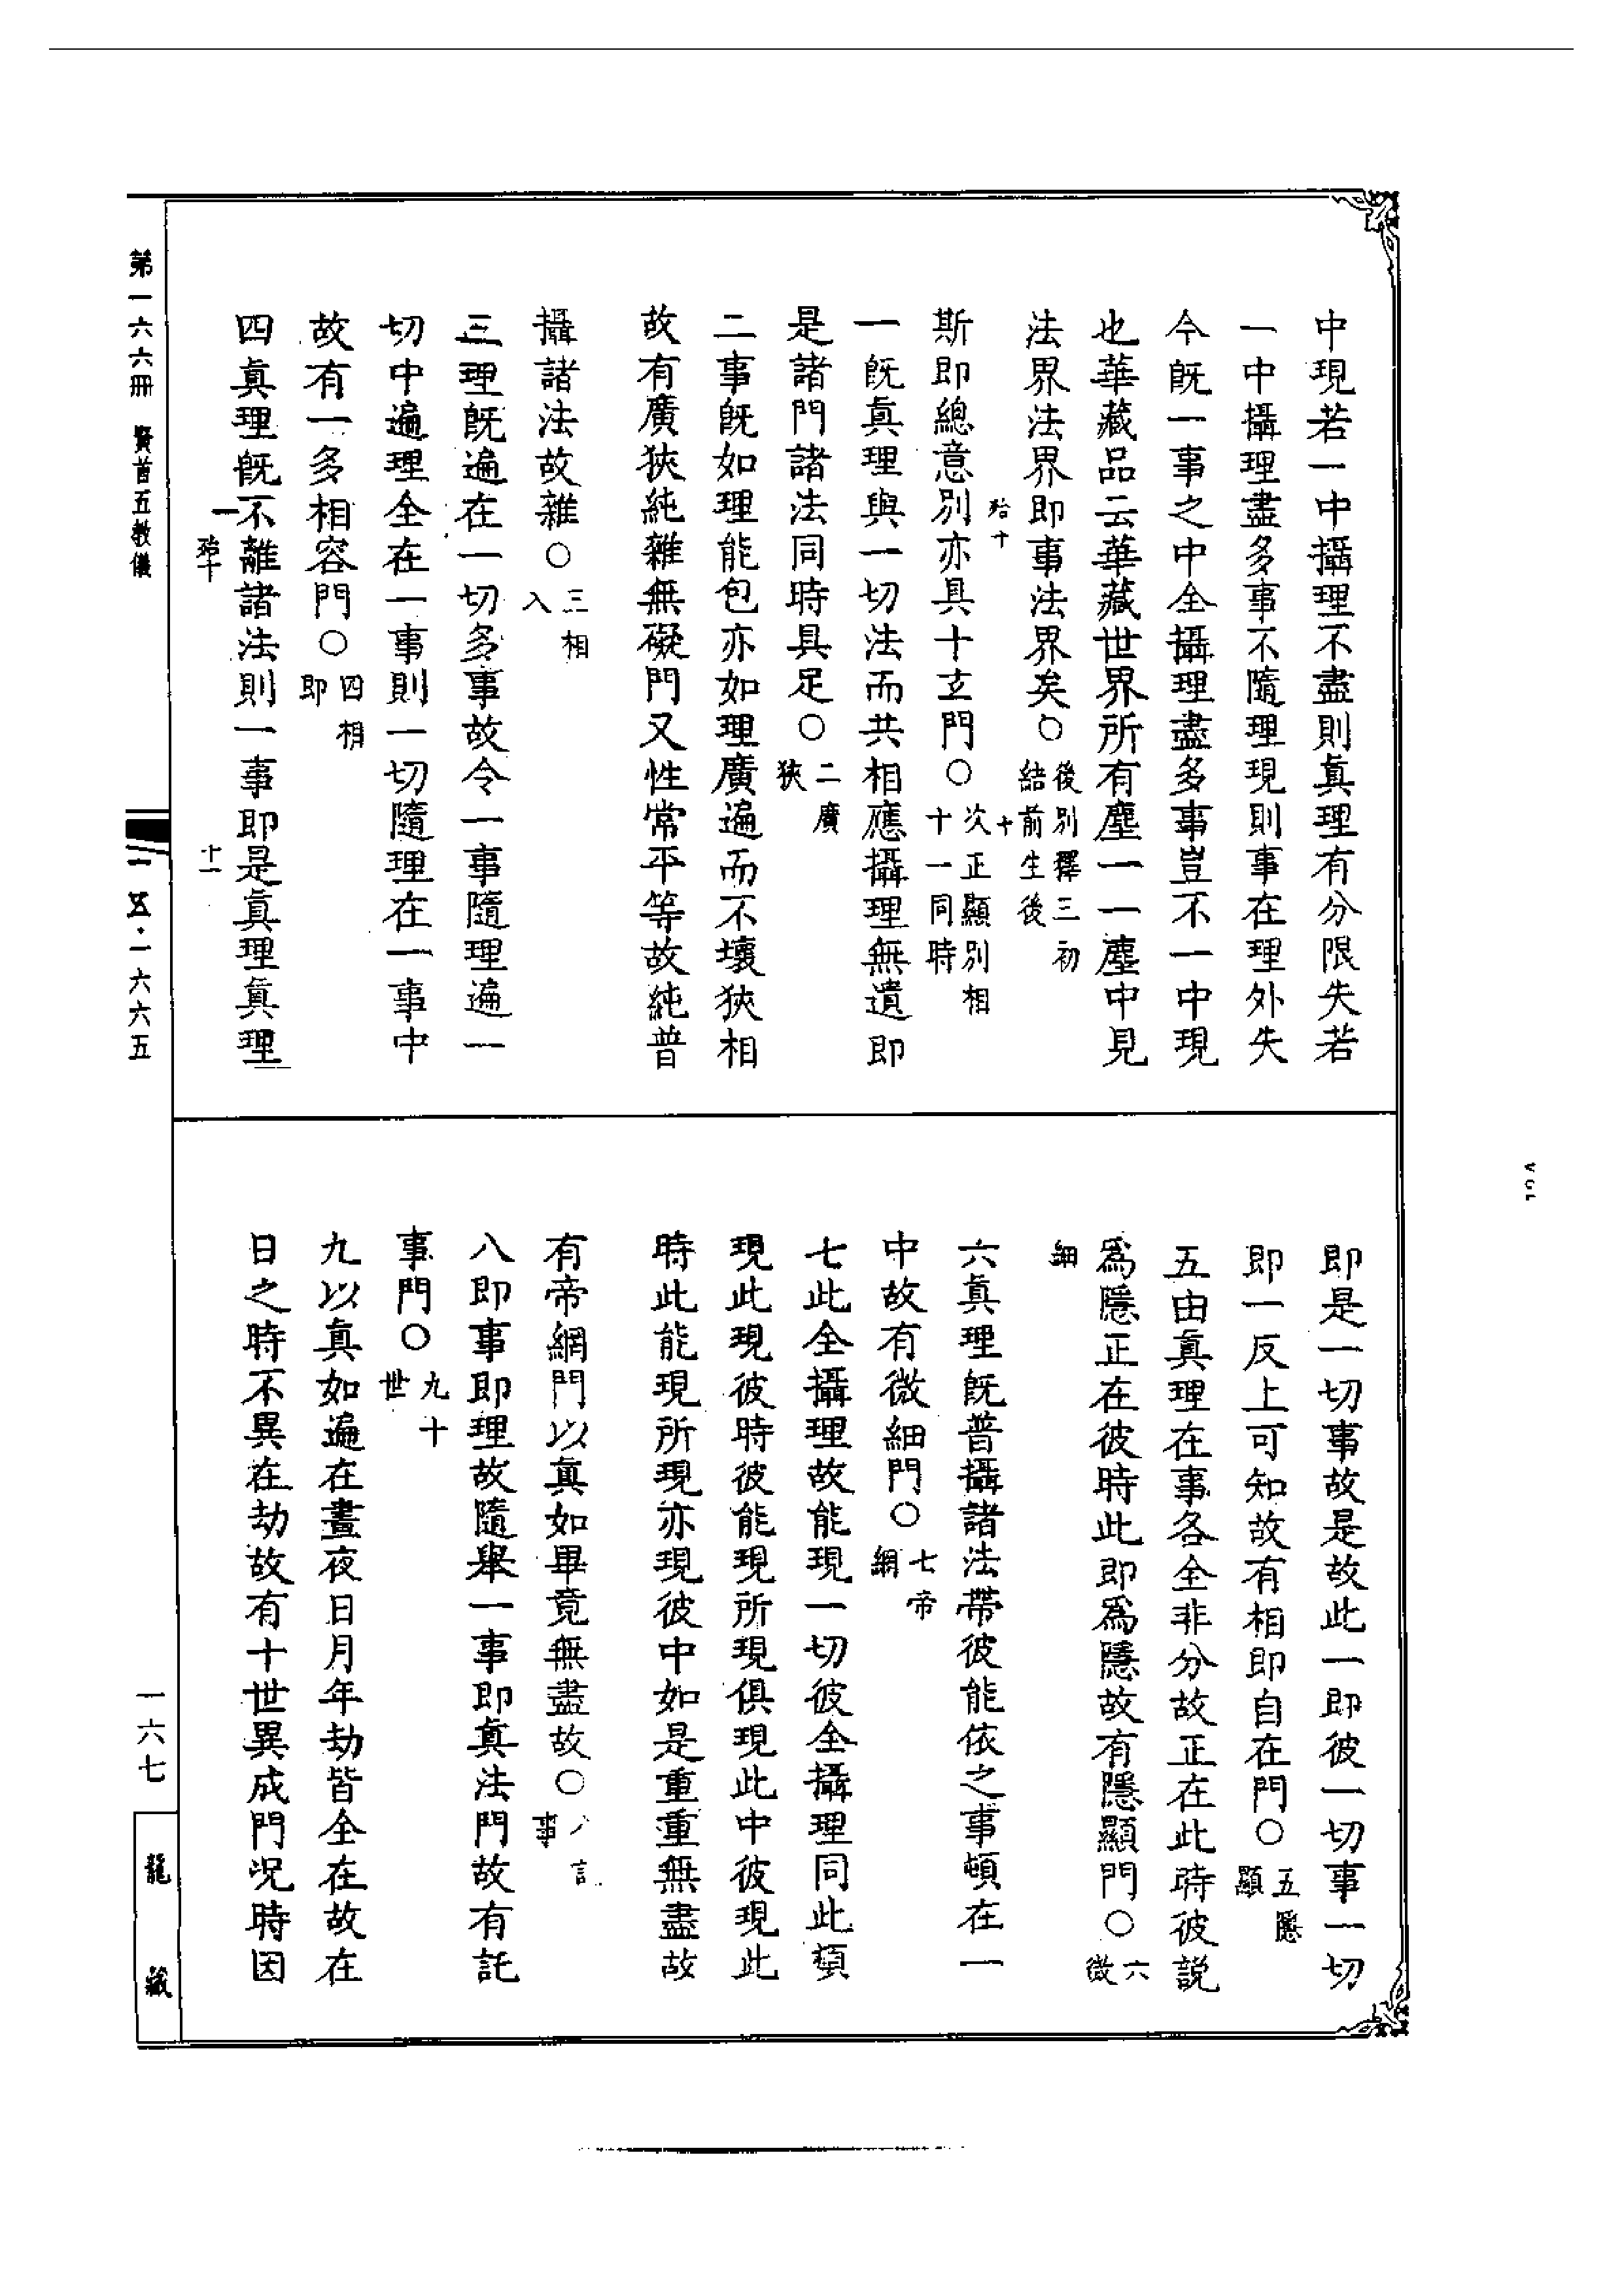 中現若一中攝理不盡則真理有分限失若
一中攝理盡多事不隨理現則事在理外失
今旣一事之中全攝理盡多事豈不一中現
也華藏品云華藏世界所有塵一一塵中見
法界法界即事法界矣○後別釋三初結前生後
斯即總意別亦具十玄門○次正顯別相十一同時
一旣真理與一切法而共相應攝理無遺即
是諸門諸法同時具足○二廣狹
二事旣如理能包亦如理廣遍而不壞狹相
故有廣狹純雜無礙門又性常平等故純普
攝諸法故雜○三相入
三理旣遍在一切多事故令一事隨理遍一
切中遍理全在一事則一切隨理在一事中
故有一多相容門○四相即
四真理旣不離諸法則一事即是真理真理
即是一切事故是故此一即彼一切事一切
即一反上可知故有相即自在門○五隱顯
五由真理在事各全非分故正在此時彼說
為隱正在彼時此即為隱故有隱顯門○六微細
六真理旣普攝諸法帶彼能依之事頓在一
中故有微細門○七帝網
七此全攝理故能現一切彼全攝理同此頓
現此現彼時彼能現所現俱現此中彼現此
時此能現所現亦現彼中如是重重無盡故
有帝網門以真如畢竟無盡故○八言事
八即事即理故隨舉一事即真法門故有託
事門○九十世
九以真如遍在晝夜日月年劫皆全在故在
日之時不異在劫故有十世異成門況時因
第一六六冊 賢首五教儀
一五·一六六五
一六七
龍藏